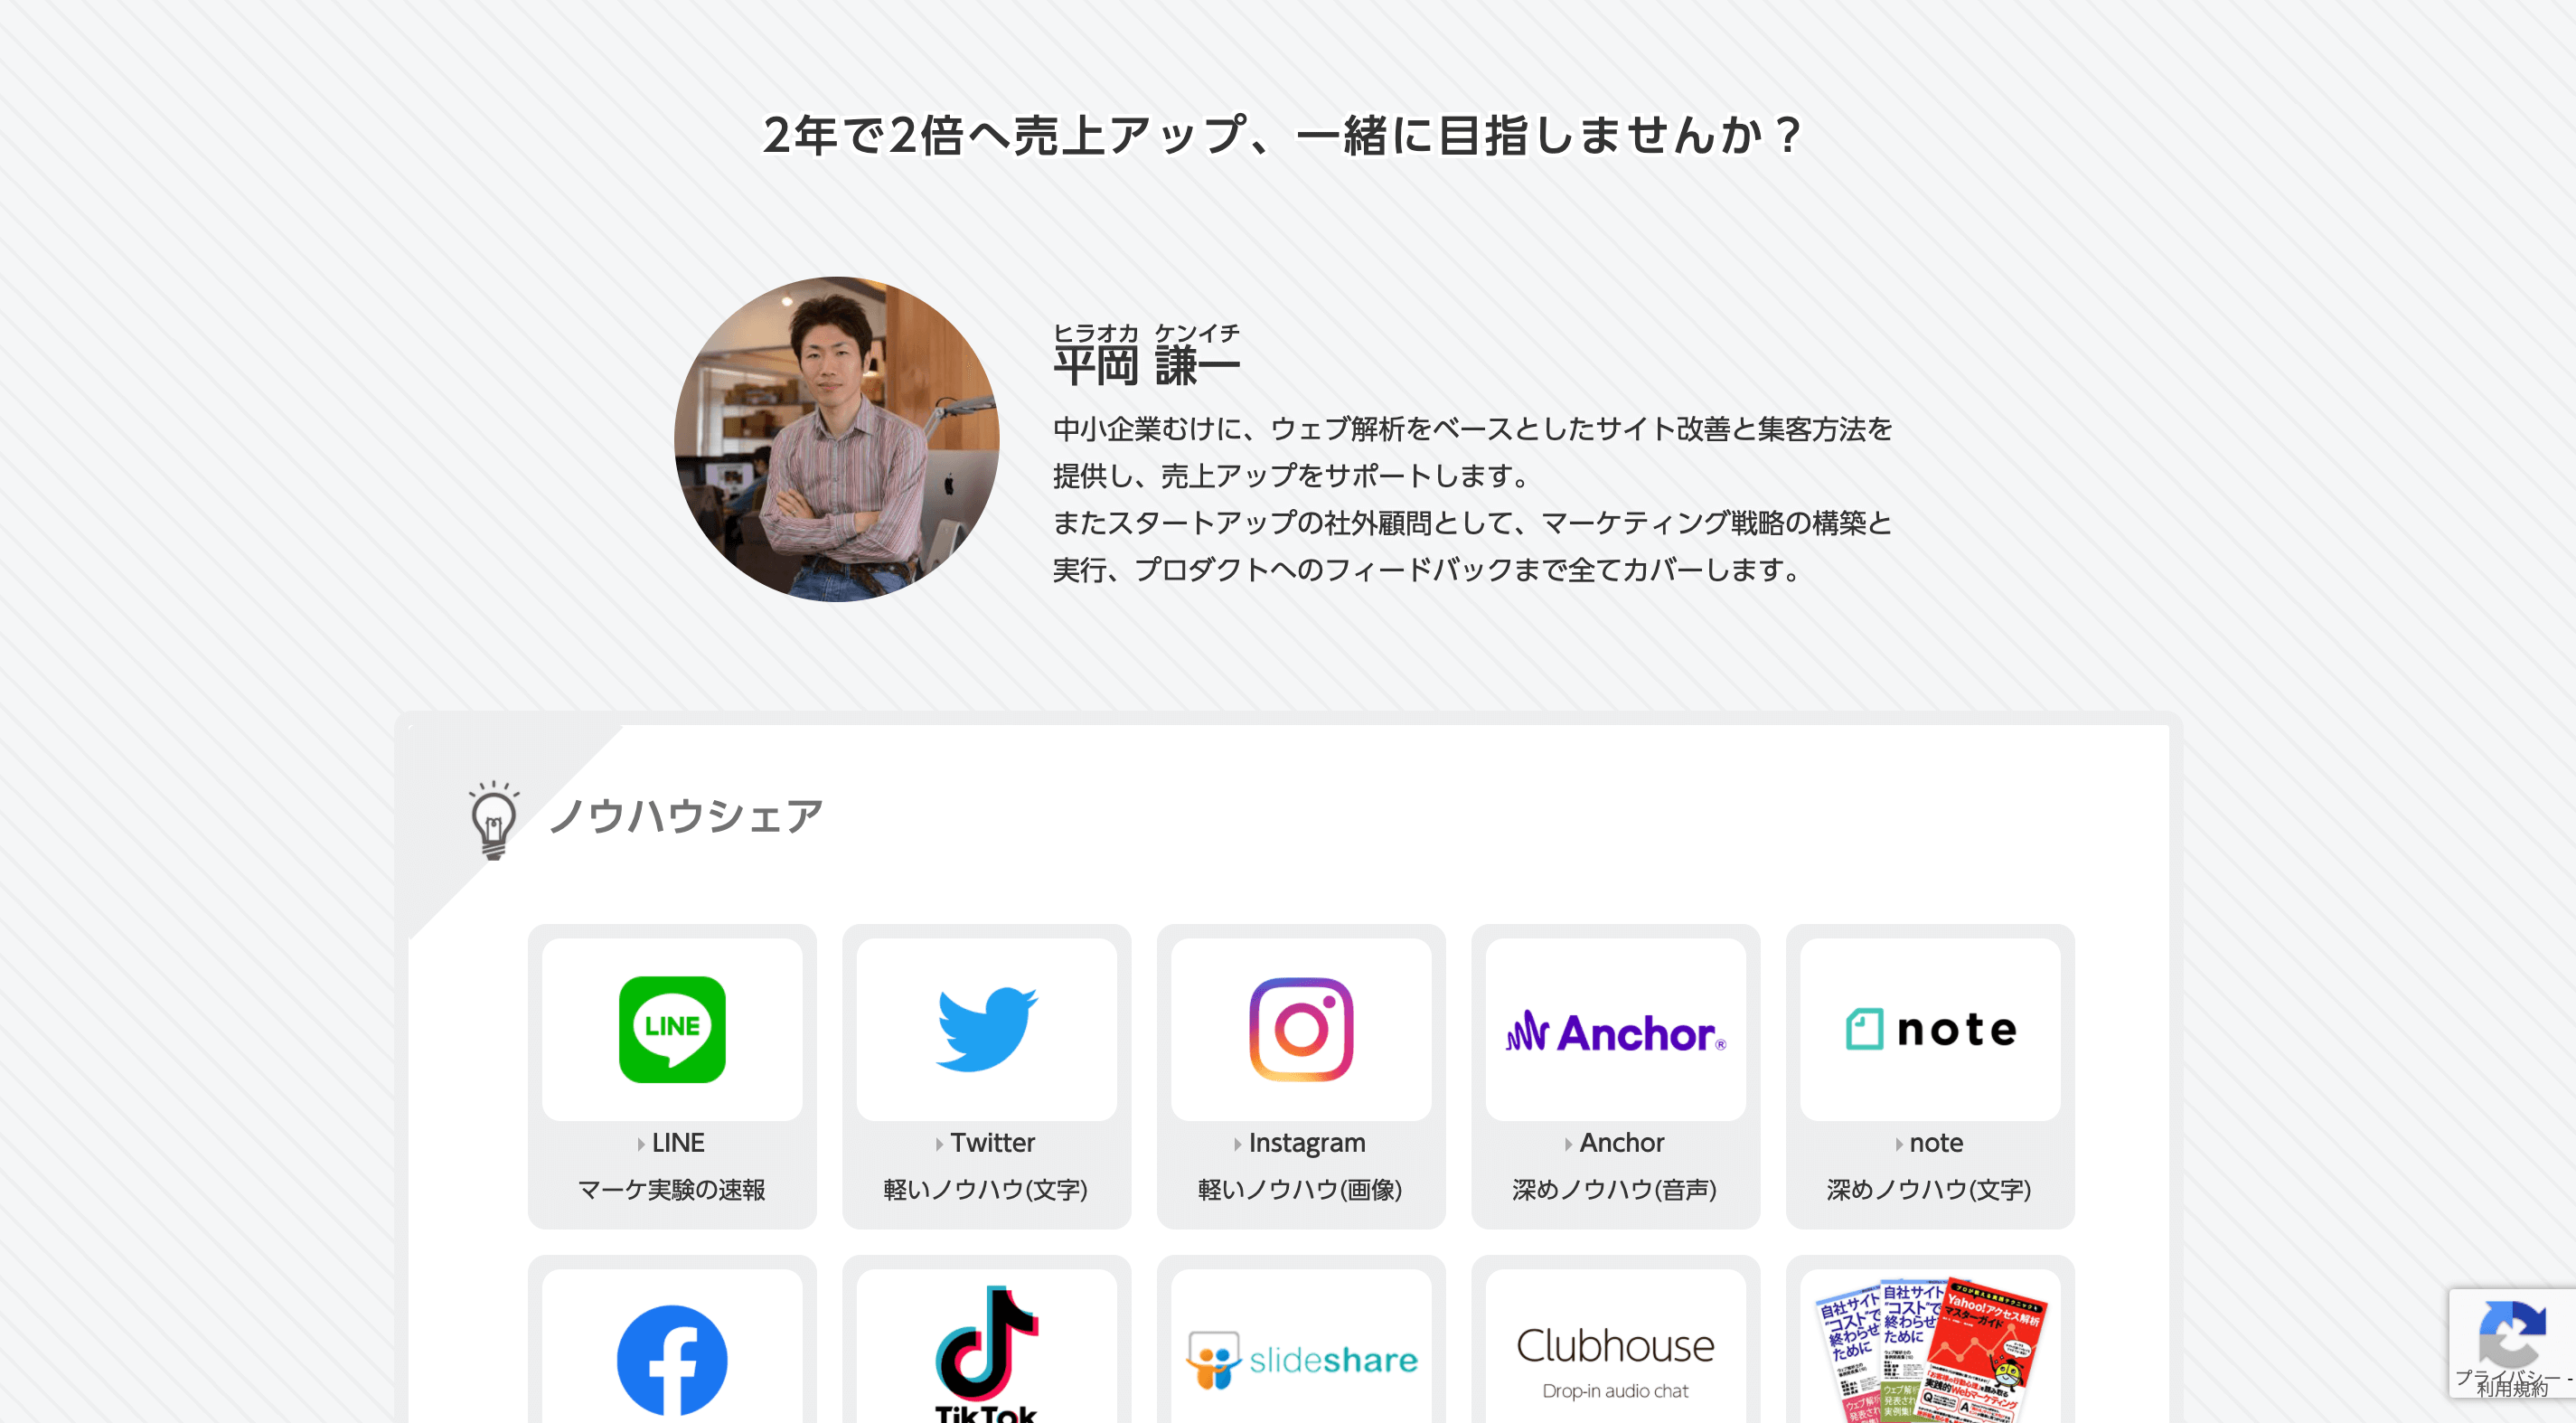 2年で2倍へ売上アップ、一緒に目指しませんか？
ヒラオカ ケンイチ
平岡 謙一
中小企業むけに、ウェブ解析をベースとしたサイト改善と集客方法を
提供し、売上アップをサポートします。
またスタートアップの社外顧問として、マーケティング戦略の構築と
実行、プロダクトへのフィードバックまで全てカバーします。
ノウハウシェア
LINE
Anchor®
note
LINE
Twitter
Instagram
Anchor
note
マーケ実験の速報
軽いノウハウ(文字)
軽いノウハウ(画像)
深めノウハウ(音声)
深めノウハウ(文字)
TikTok
slideshare
Clubhouse
Drop-in audio chat
自社サイト
"コスト"で
終わらせ
ために
自社サイト
"コスト"で
終わらせ
ために
Yahoo!アクセス解析
マスターガイド
実践的Webマーケティング
プライバシー -
利用規約